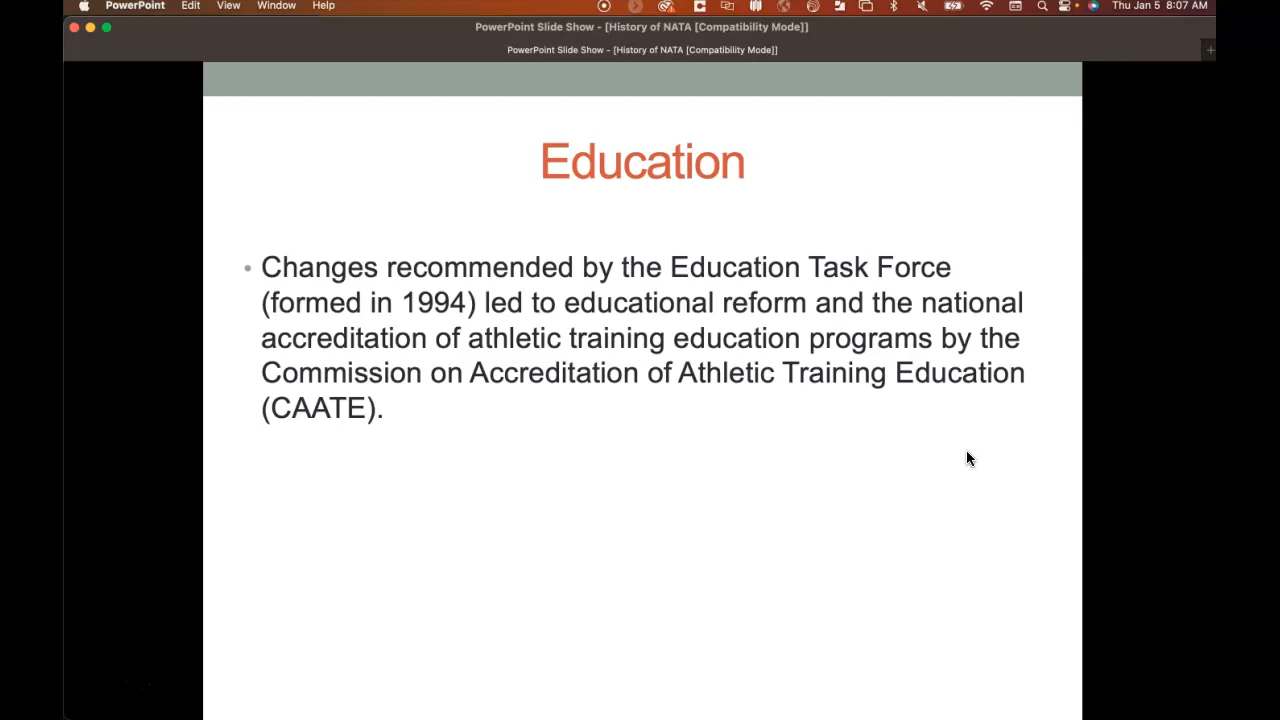 PowerPoint Edit View Window Help Thu Jan 5 8:07 AM
PowerPoint Slide Show - [History of NATA [Compatibility Mode]]
PowerPoint Slide Show - [History of NATA [Compatibility Mode]]
Education
• Changes recommended by the Education Task Force
(formed in 1994) led to educational reform and the national
accreditation of athletic training education programs by the
Commission on Accreditation of Athletic Training Education
(CAATE).